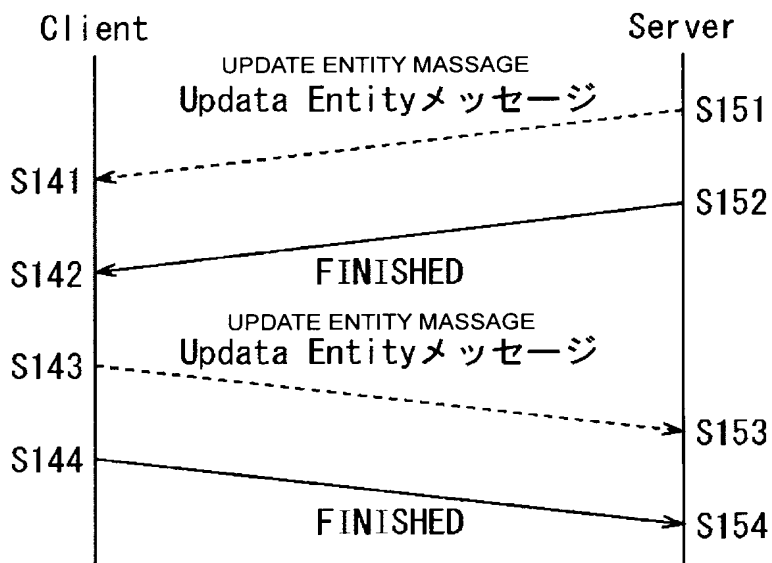 Client
Server
UPDATE ENTITY MASSAGE
Updata Entityメッセージ
S151
S141
S152
S142
FINISHED
UPDATE ENTITY MASSAGE
Updata Entityメッセージ
S143
S153
S144
FINISHED
S154